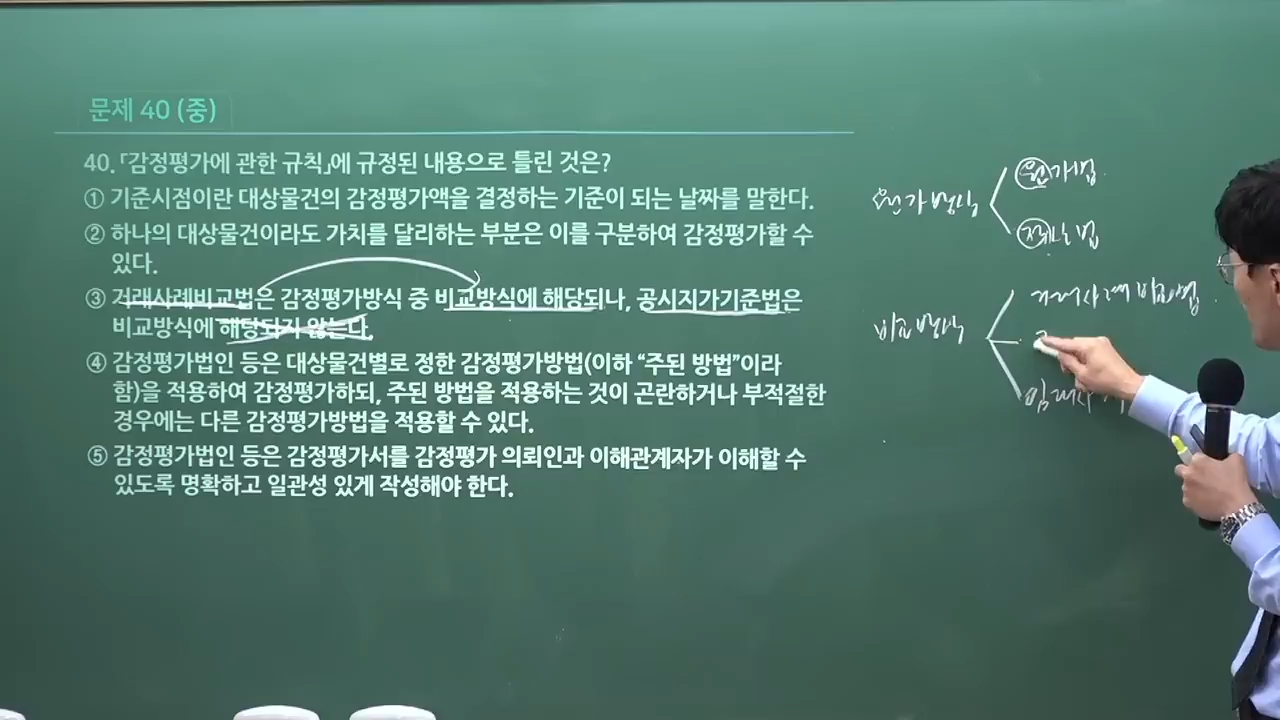 문제 40 (중)
40. 「감정평가에 관한 규칙」에 규정된 내용으로 틀린 것은?
① 기준시점이란 대상물건의 감정평가액을 결정하는 기준이 되는 날짜를 말한다.
② 하나의 대상물건이라도 가치를 달리하는 부분은 이를 구분하여 감정평가할 수
있다.
③ 거래사례비교법은 감정평가방식 중 비교방식에 해당되나, 공시지가기준법은
비교방식에 해당되지 않는다.
④ 감정평가법인 등은 대상물건별로 정한 감정평가방법(이하 “주된 방법”이라
함)을 적용하여 감정평가하되, 주된 방법을 적용하는 것이 곤란하거나 부적절한
경우에는 다른 감정평가방법을 적용할 수 있다.
⑤ 감정평가법인 등은 감정평가서를 감정평가 의뢰인과 이해관계자가 이해할 수
있도록 명확하고 일관성 있게 작성해야 한다.
원가방식
원가법
적산법
비교방식
거래사례비교법
임대사